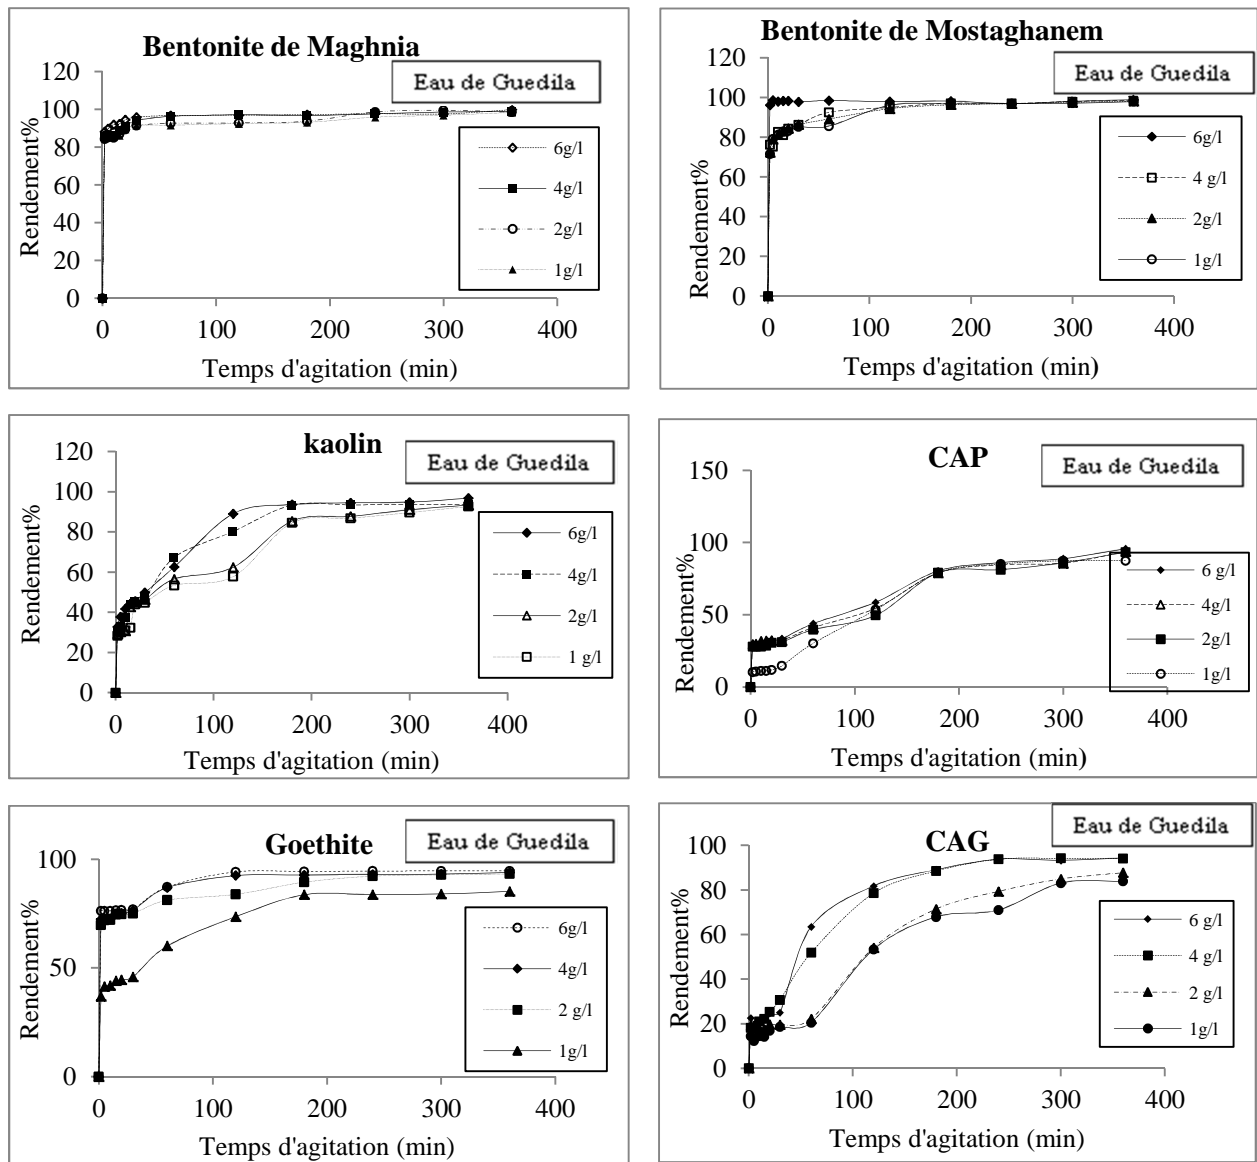 Bentonite de Maghnia
Eau de Guedila
120
100
80
60
40
20
0
Rendement%
0 100 200 300 400
Temps d'agitation (min)
6g/l
4g/l
2g/l
1g/l
Bentonite de Mostaghanem
Eau de Guedila
120
100
80
60
40
20
0
Rendement%
0 100 200 300 400
Temps d'agitation (min)
6g/l
4 g/l
2g/l
1g/l
kaolin
Eau de Guedila
120
100
80
60
40
20
0
Rendement%
0 100 200 300 400
Temps d'agitation (min)
6g/l
4g/l
2g/l
1 g/l
CAP
Eau de Guedila
150
100
50
0
Rendement%
0 100 200 300 400
Temps d'agitation (min)
6 g/l
4g/l
2g/l
1g/l
Goethite
Eau de Guedila
100
50
0
Rendement%
0 100 200 300 400
Temps d'agitation (min)
6g/l
4g/l
2 g/l
1g/l
CAG
Eau de Guedila
100
80
60
40
20
0
Rendement%
0 100 200 300 400
Temps d'agitation (min)
6 g/l
4 g/l
2 g/l
1g/l